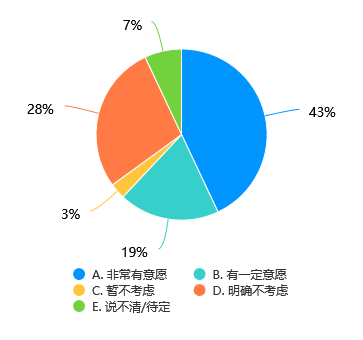 7%
43%
28%
3%
19%
A. 非常有意愿
B. 有一定意愿
C. 暂不考虑
D. 明确不考虑
E. 说不清/待定